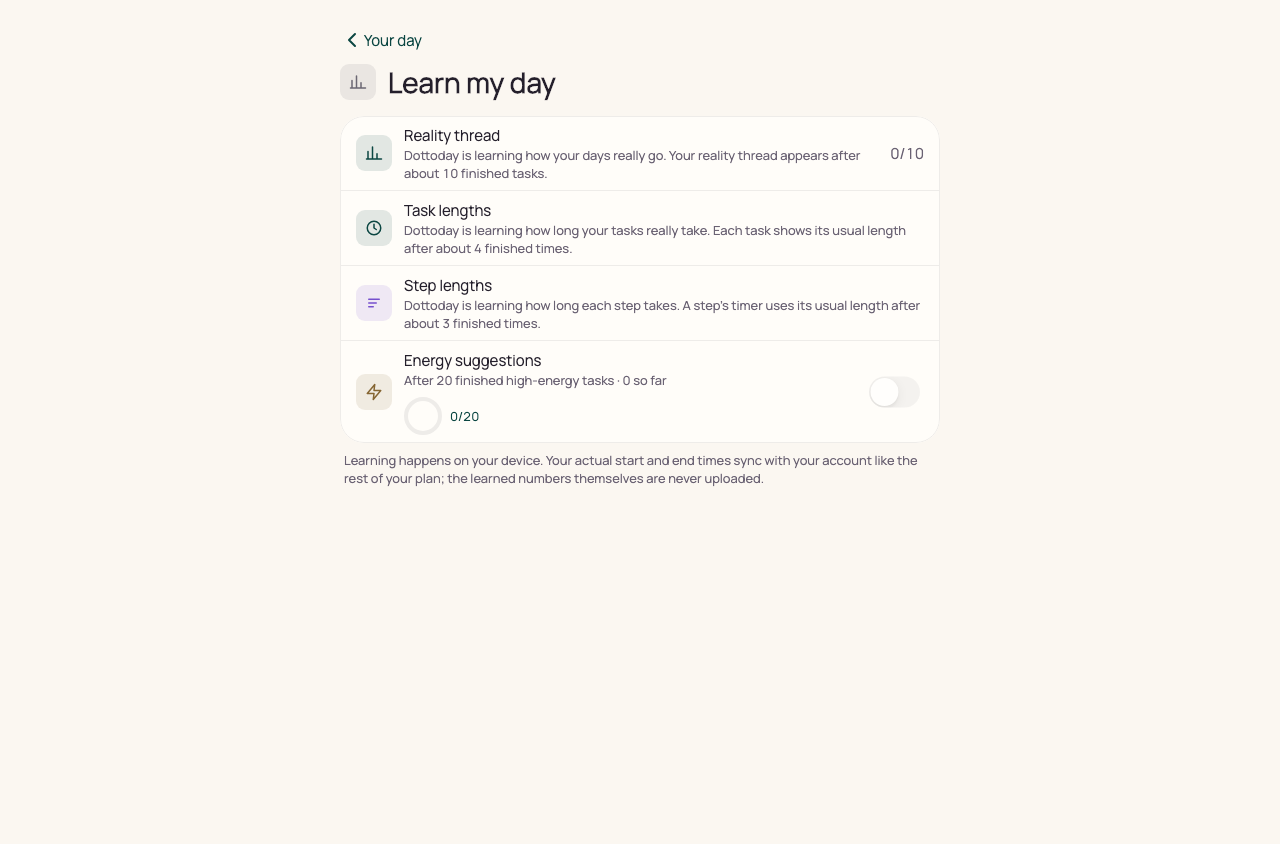 Your day
Learn my day
Reality thread
Dottoday is learning how your days really go. Your reality thread appears after
about 10 finished tasks.
0/10
Task lengths
Dottoday is learning how long your tasks really take. Each task shows its usual length
after about 4 finished times.
Step lengths
Dottoday is learning how long each step takes. A step's timer uses its usual length after
about 3 finished times.
Energy suggestions
After 20 finished high-energy tasks · 0 so far
0/20
Learning happens on your device. Your actual start and end times sync with your account like the
rest of your plan; the learned numbers themselves are never uploaded.